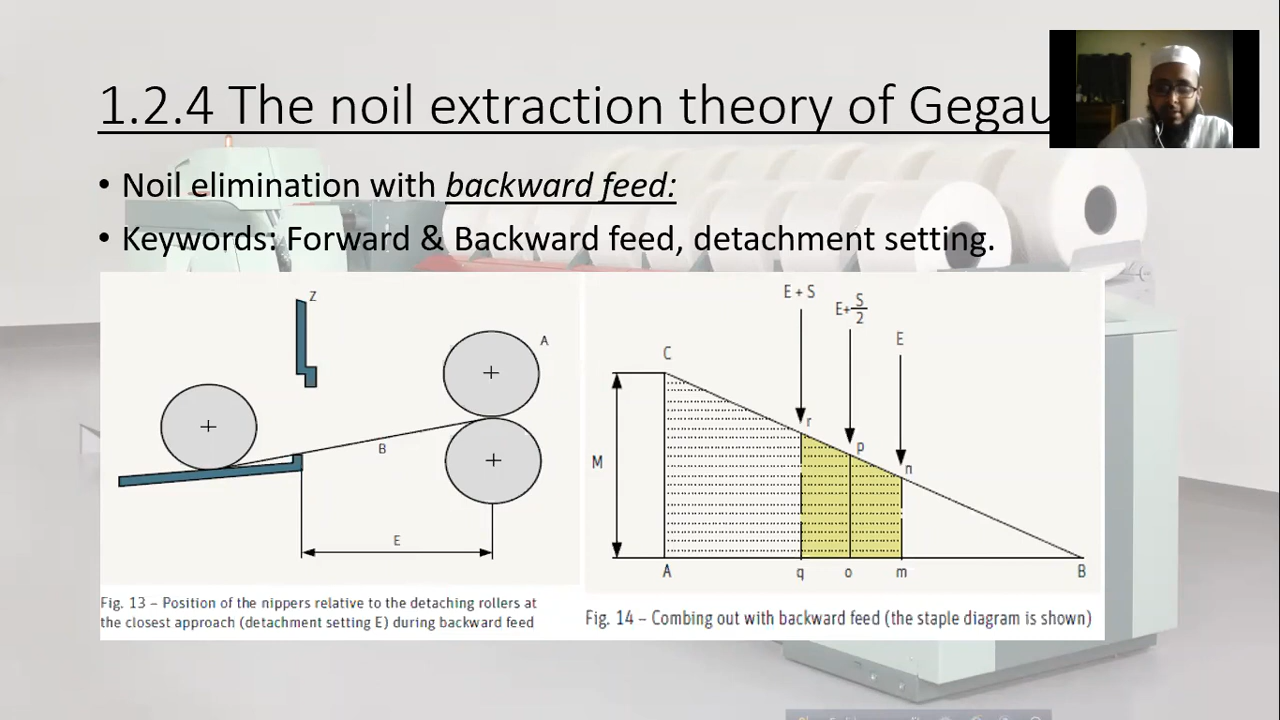 1.2.4 The noil extraction theory of Gegau
• Noil elimination with backward feed:
• Keywords: Forward & Backward feed, detachment setting.
Z
A
B
E
Fig. 13 – Position of the nippers relative to the detaching rollers at
the closest approach (detachment setting E) during backward feed
E + S
E+S/2
E
C
r
p
n
M
A
q
o
m
B
Fig. 14 – Combing out with backward feed (the staple diagram is shown)